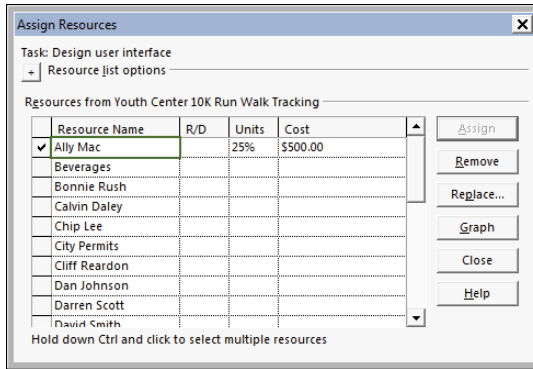 Assign Resources
Task: Design user interface
+ Resource list options
Resources from Youth Center 10K Run Walk Tracking
Resource Name R/D Units Cost
Ally Mac 25% $500.00
Beverages
Bonnie Rush
Calvin Daley
Chip Lee
City Permits
Cliff Reardon
Dan Johnson
Darren Scott
David Smith
Assign
Remove
Replace...
Graph
Close
Help
Hold down Ctrl and click to select multiple resources